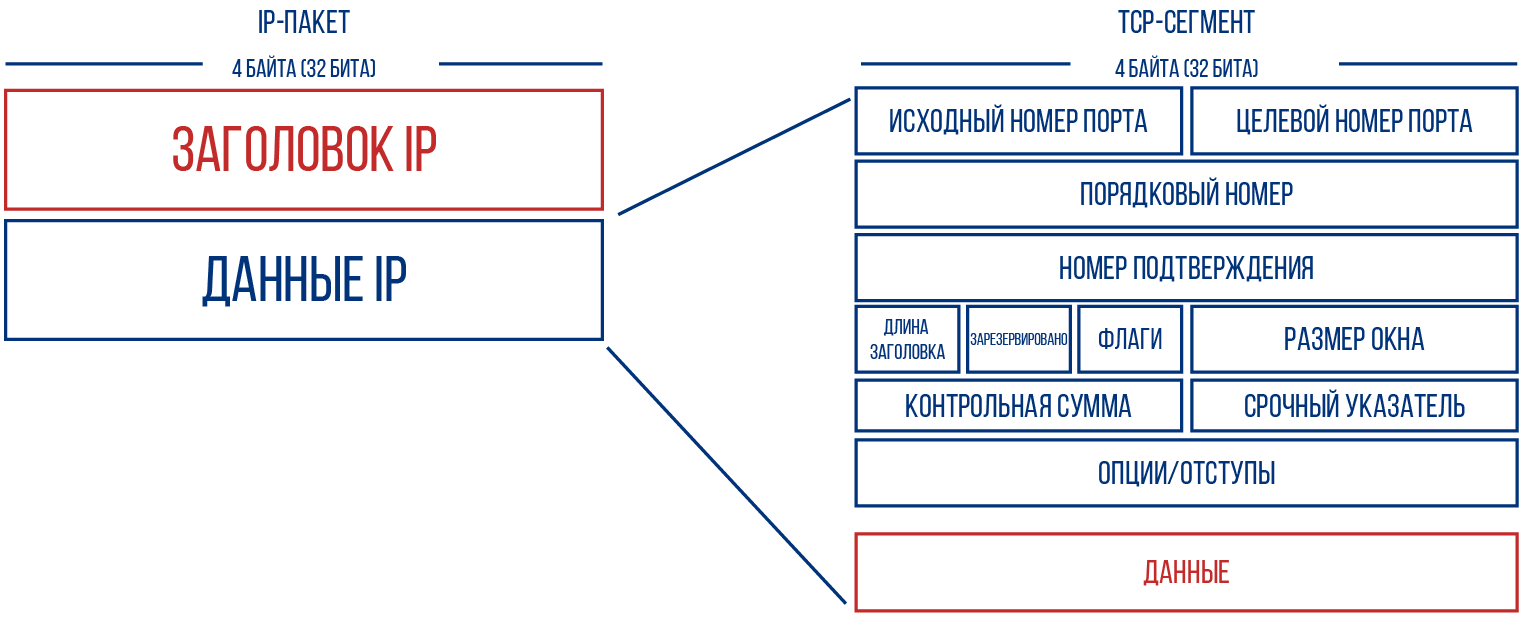 IP-ПАКЕТ
4 БАЙТА (32 БИТА)
ЗАГОЛОВОК IP
ДАННЫЕ IP
TCP-СЕГМЕНТ
4 БАЙТА (32 БИТА)
ИСХОДНЫЙ НОМЕР ПОРТА
ЦЕЛЕВОЙ НОМЕР ПОРТА
ПОРЯДКОВЫЙ НОМЕР
НОМЕР ПОДТВЕРЖДЕНИЯ
ДЛИНА
ЗАГОЛОВКА
ЗАРЕЗЕРВИРОВАНО
ФЛАГИ
РАЗМЕР ОКНА
КОНТРОЛЬНАЯ СУММА
СРОЧНЫЙ УКАЗАТЕЛЬ
ОПЦИИ/ОТСТУПЫ
ДАННЫЕ